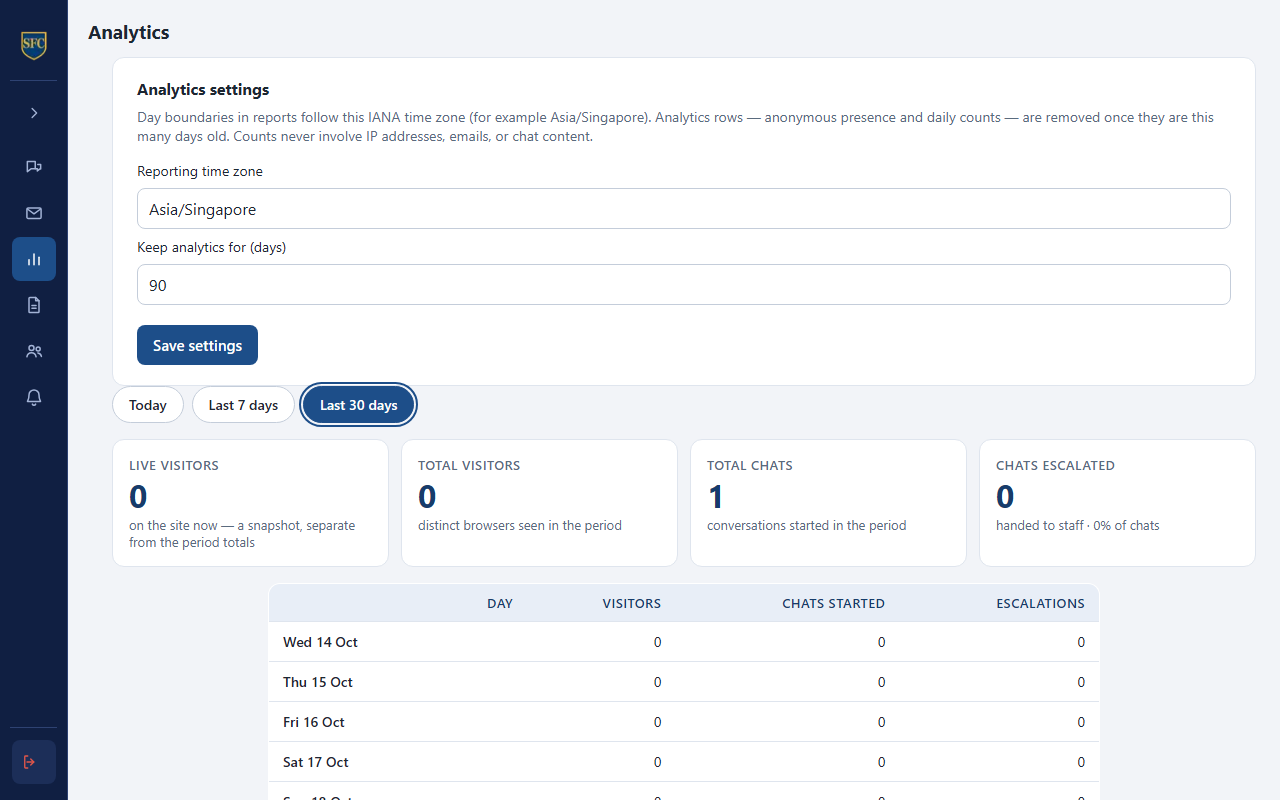 SFC
Analytics
Analytics settings
Day boundaries in reports follow this IANA time zone (for example Asia/Singapore). Analytics rows — anonymous presence and daily counts — are removed once they are this
many days old. Counts never involve IP addresses, emails, or chat content.
Reporting time zone
Asia/Singapore
Keep analytics for (days)
90
Save settings
Today Last 7 days Last 30 days
LIVE VISITORS
0
on the site now — a snapshot, separate
from the period totals
TOTAL VISITORS
0
distinct browsers seen in the period
TOTAL CHATS
1
conversations started in the period
CHATS ESCALATED
0
handed to staff · 0% of chats
DAY VISITORS CHATS STARTED ESCALATIONS
Wed 14 Oct 0 0 0
Thu 15 Oct 0 0 0
Fri 16 Oct 0 0 0
Sat 17 Oct 0 0 0